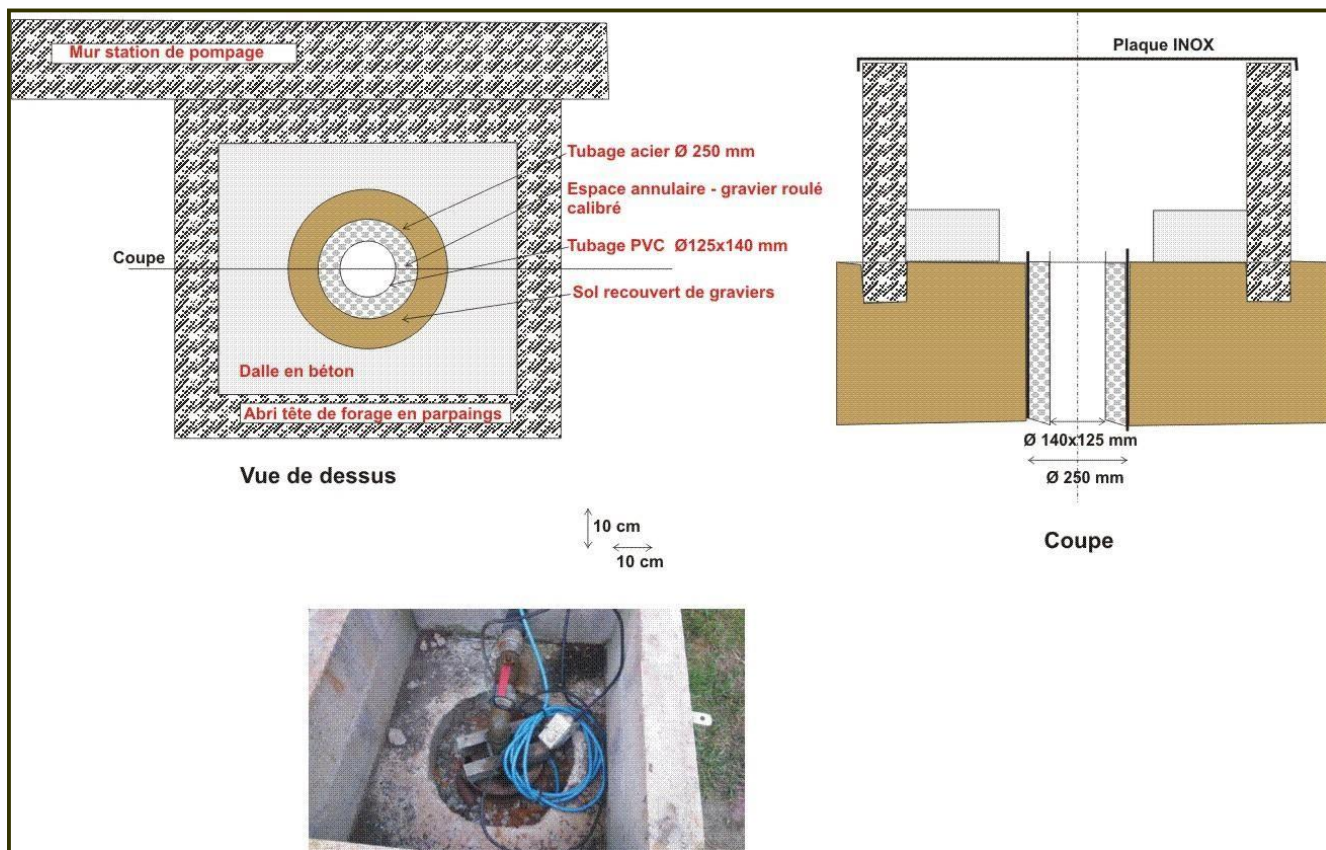 Mur station de pompage
Tubage acier Ø 250 mm
Espace annulaire - gravier roulé
calibré
Tubage PVC Ø125x140 mm
Coupe
Sol recouvert de graviers
Dalle en béton
Abri tête de forage en parpaings
Vue de dessus
10 cm
10 cm
Plaque INOX
Ø 140x125 mm
Ø 250 mm
Coupe